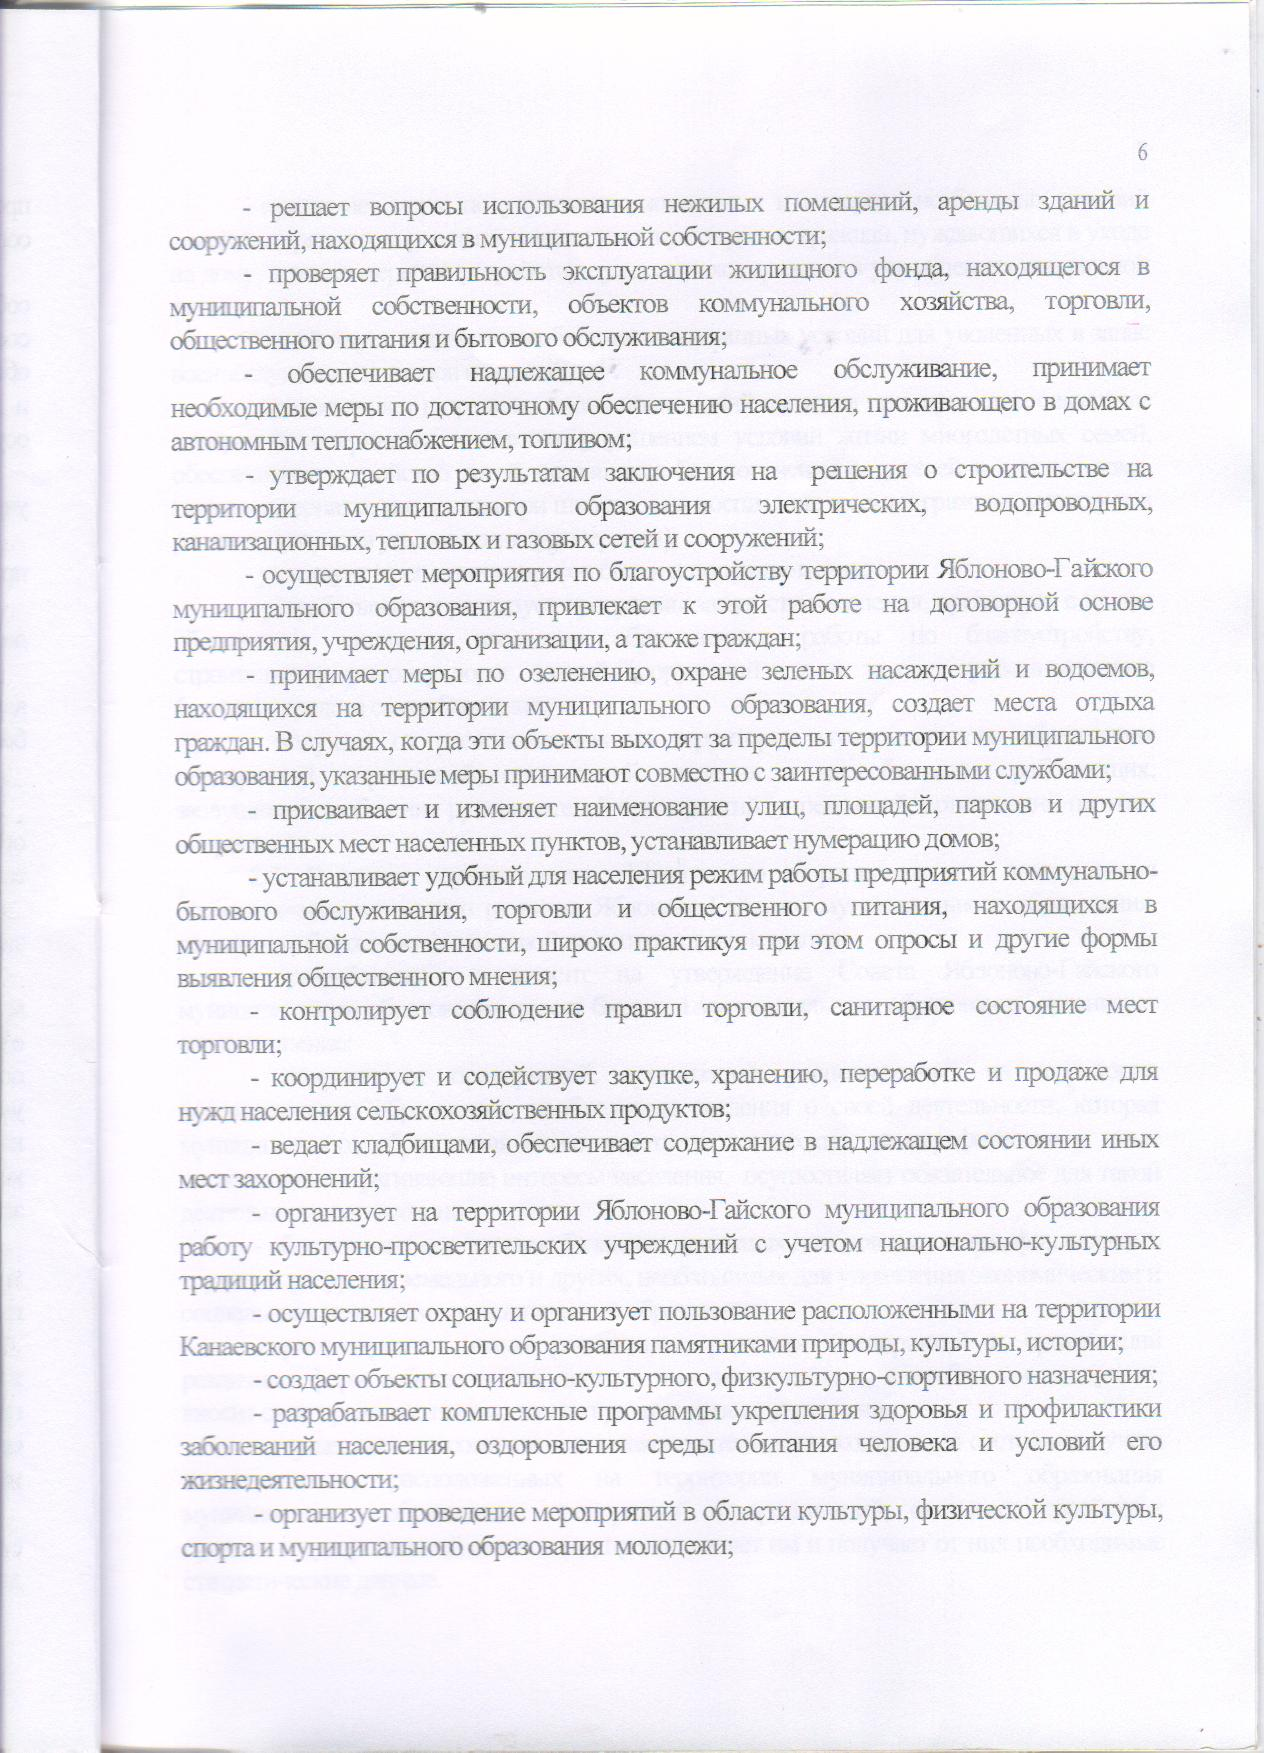 6
- решает вопросы использования нежилых помещений, аренды зданий и
сооружений, находящихся в муниципальной собственности;
- проверяет правильность эксплуатации жилищного фонда, находящегося в
муниципальной собственности, объектов коммунального хозяйства, торговли,
общественного питания и бытового обслуживания;
- обеспечивает надлежащее коммунальное обслуживание, принимает
необходимые меры по достаточному обеспечению населения, проживающего в домах с
автономным теплоснабжением, топливом;
- утверждает по результатам заключения на решения о строительстве на
территории муниципального образования электрических, водопроводных,
канализационных, тепловых и газовых сетей и сооружений;
- осуществляет мероприятия по благоустройству территории Яблоново-Гайского
муниципального образования, привлекает к этой работе на договорной основе
предприятия, учреждения, организации, а также граждан;
- принимает меры по озеленению, охране зеленых насаждений и водоемов,
находящихся на территории муниципального образования, создает места отдыха
граждан. В случаях, когда эти объекты выходят за пределы территории муниципального
образования, указанные меры принимают совместно с заинтересованными службами;
- присваивает и изменяет наименование улиц, площадей, парков и других
общественных мест населенных пунктов, устанавливает нумерацию домов;
- устанавливает удобный для населения режим работы предприятий коммунально-
бытового обслуживания, торговли и общественного питания, находящихся в
муниципальной собственности, широко практикуя при этом опросы и другие формы
выявления общественного мнения;
- контролирует соблюдение правил торговли, санитарное состояние мест
торговли;
- координирует и содействует закупке, хранению, переработке и продаже для
нужд населения сельскохозяйственных продуктов;
- ведает кладбищами, обеспечивает содержание в надлежащем состоянии иных
мест захоронений;
- организует на территории Яблоново-Гайского муниципального образования
работу культурно-просветительских учреждений с учетом национально-культурных
традиций населения;
- осуществляет охрану и организует пользование расположенными на территории
Канаевского муниципального образования памятниками природы, культуры, истории;
- создает объекты социально-культурного, физкультурно-спортивного назначения;
- разрабатывает комплексные программы укрепления здоровья и профилактики
заболеваний населения, оздоровления среды обитания человека и условий его
жизнедеятельности;
- организует проведение мероприятий в области культуры, физической культуры,
спорта и муниципального образования молодежи;